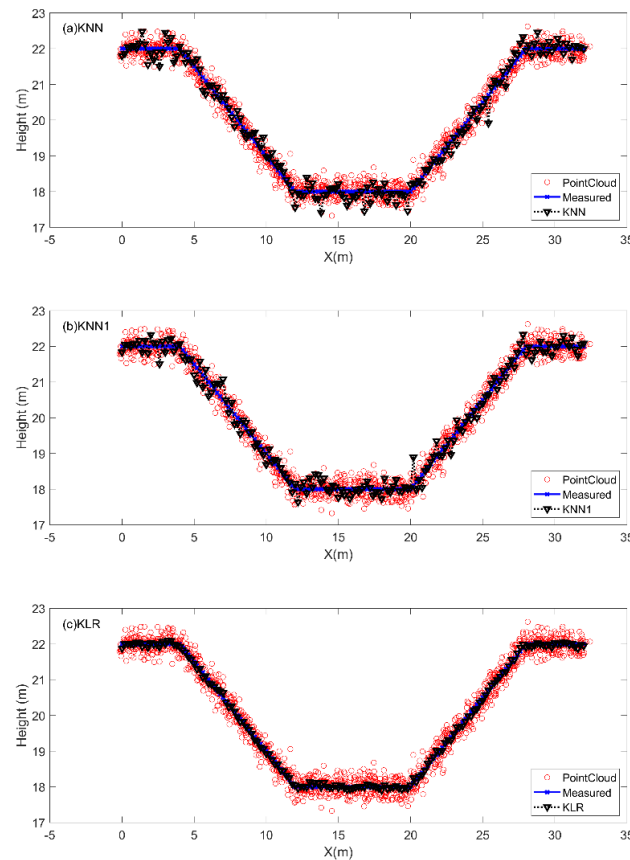 (a)KNN
23
22
21
20
19
18
17
Height (m)
-5 0 5 10 15 20 25 30 35
X(m)
PointCloud
Measured
KNN
(b)KNN1
23
22
21
20
19
18
17
Height (m)
-5 0 5 10 15 20 25 30 35
X(m)
PointCloud
Measured
KNN1
(c)KLR
23
22
21
20
19
18
17
Height (m)
-5 0 5 10 15 20 25 30 35
X(m)
PointCloud
Measured
KLR